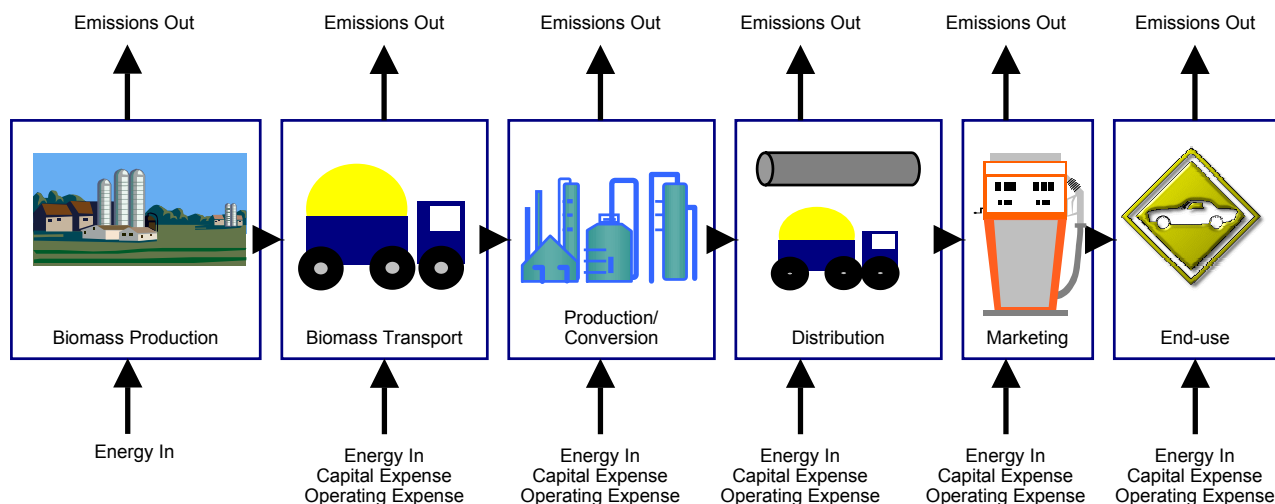 Emissions Out
Emissions Out
Emissions Out
Emissions Out
Emissions Out
Emissions Out
Biomass Production
Biomass Transport
Production/
Conversion
Distribution
Marketing
End-use
Energy In
Energy In
Capital Expense
Operating Expense
Energy In
Capital Expense
Operating Expense
Energy In
Capital Expense
Operating Expense
Energy In
Capital Expense
Operating Expense
Energy In
Capital Expense
Operating Expense